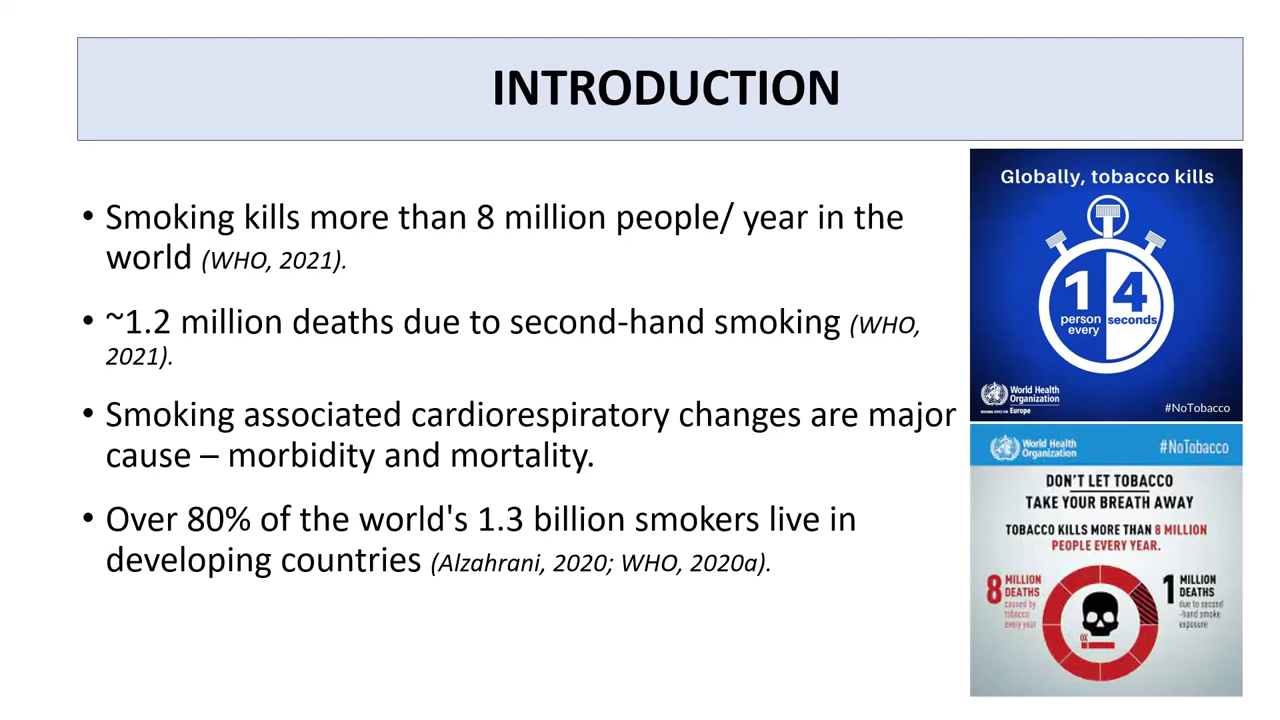 INTRODUCTION
• Smoking kills more than 8 million people/ year in the
world (WHO, 2021).
• ~1.2 million deaths due to second-hand smoking (WHO,
2021).
• Smoking associated cardiorespiratory changes are major
cause – morbidity and mortality.
• Over 80% of the world's 1.3 billion smokers live in
developing countries (Alzahrani, 2020; WHO, 2020a).
Globally, tobacco kills
1 4
person seconds
every
World Health
Organization
REGIONAL OFFICE FOR Europe
#NoTobacco
World Health
Organization
#NoTobacco
DON'T LET TOBACCO
TAKE YOUR BREATH AWAY
TOBACCO KILLS MORE THAN 8 MILLION
PEOPLE EVERY YEAR.
8 MILLION
DEATHS
caused by
tobacco
every year
1 MILLION
DEATHS
due to second
-hand smoke
exposure